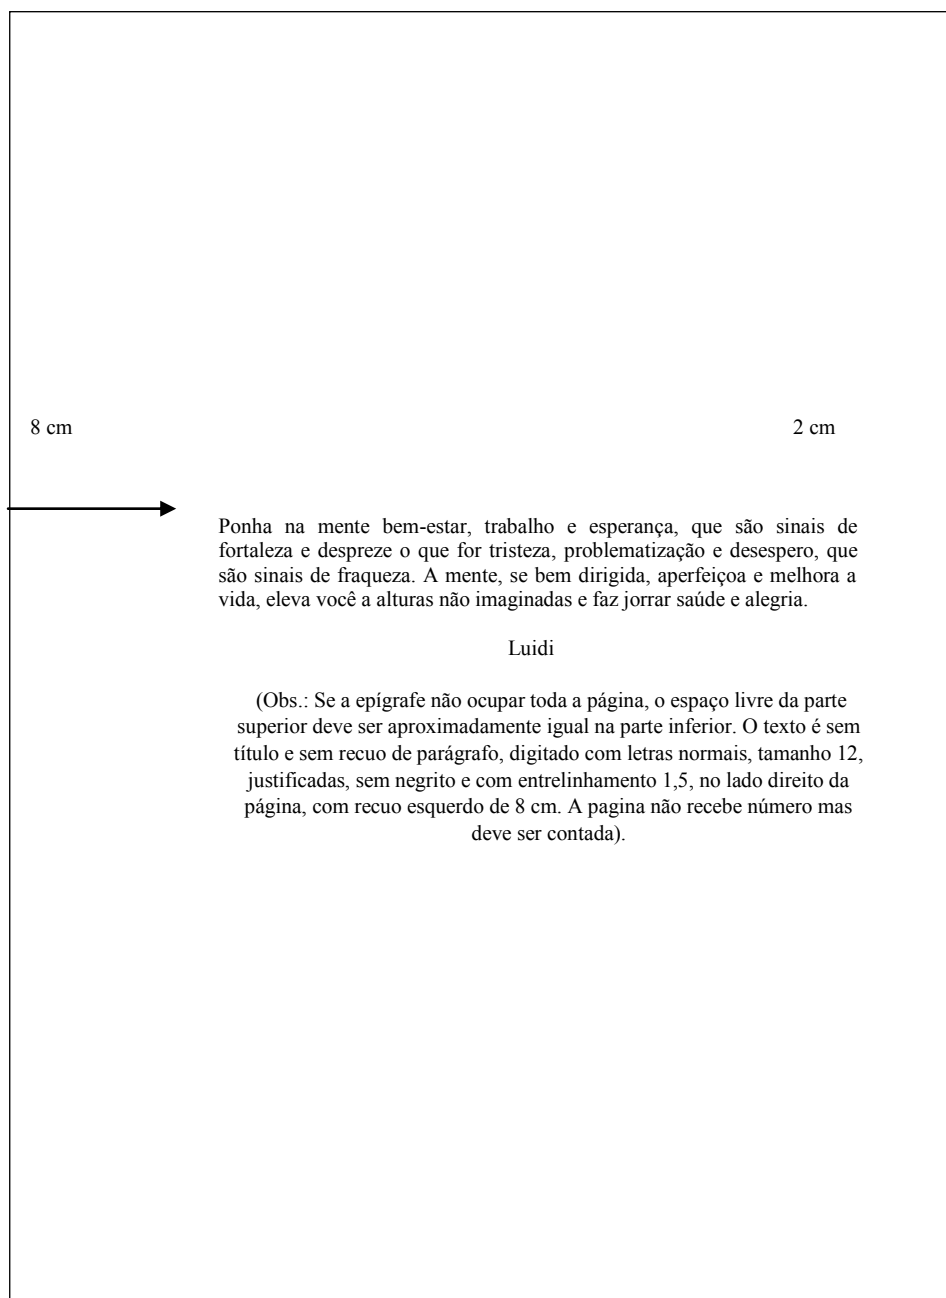 8 cm 2 cm
Ponha na mente bem-estar, trabalho e esperança, que são sinais de
fortaleza e despreze o que for tristeza, problematização e desespero, que
são sinais de fraqueza. A mente, se bem dirigida, aperfeiçoa e melhora a
vida, eleva você a alturas não imaginadas e faz jorrar saúde e alegria.
Luidi
(Obs.: Se a epígrafe não ocupar toda a página, o espaço livre da parte
superior deve ser aproximadamente igual na parte inferior. O texto é sem
título e sem recuo de parágrafo, digitado com letras normais, tamanho 12,
justificadas, sem negrito e com entrelinhamento 1,5, no lado direito da
página, com recuo esquerdo de 8 cm. A pagina não recebe número mas
deve ser contada).